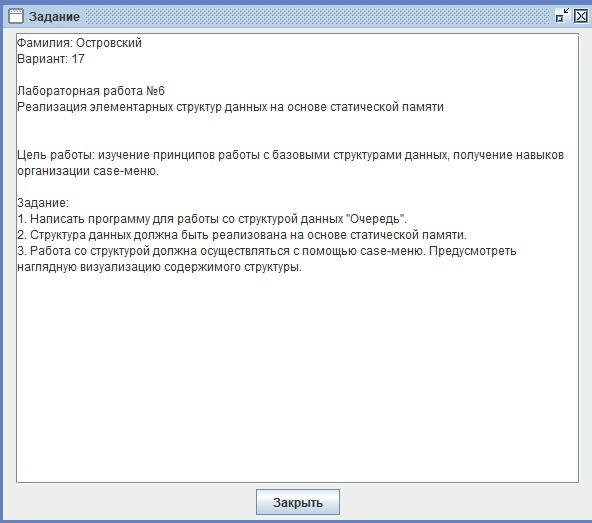 Задание
Фамилия: Островский
Вариант: 17
Лабораторная работа №6
Реализация элементарных структур данных на основе статической памяти
Цель работы: изучение принципов работы с базовыми структурами данных, получение навыков
организации case-меню.
Задание:
1. Написать программу для работы со структурой данных "Очередь".
2. Структура данных должна быть реализована на основе статической памяти.
3. Работа со структурой должна осуществляться с помощью case-меню. Предусмотреть
наглядную визуализацию содержимого структуры.
Закрыть